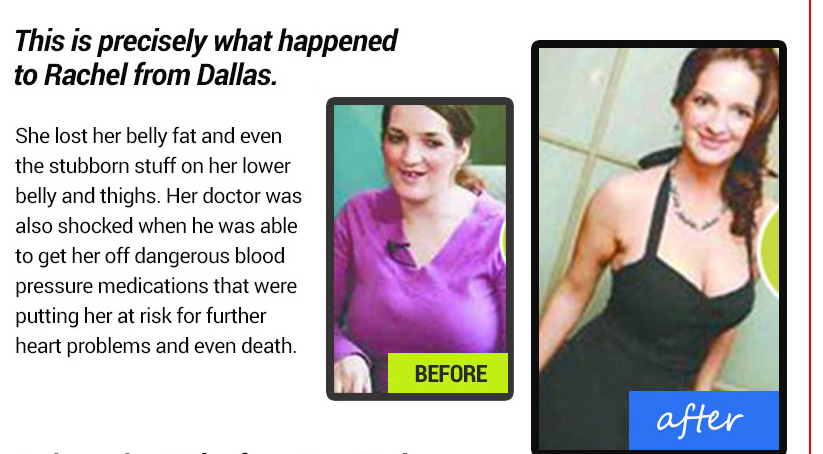 This is precisely what happened
to Rachel from Dallas.
She lost her belly fat and even
the stubborn stuff on her lower
belly and thighs. Her doctor was
also shocked when he was able
to get her off dangerous blood
pressure medications that were
putting her at risk for further
heart problems and even death.
BEFORE
after